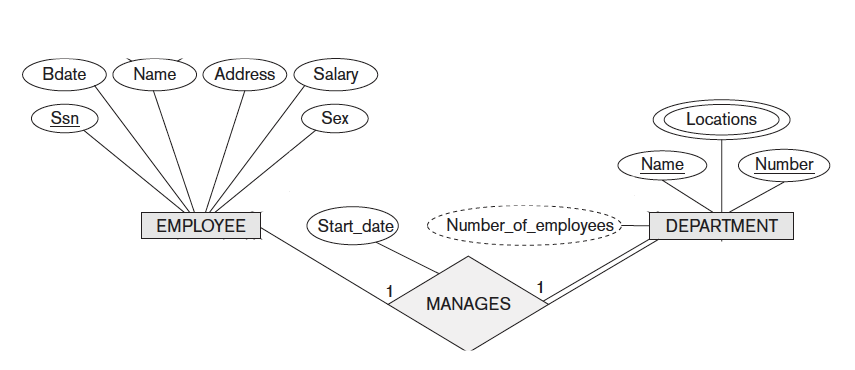 Bdate
Name
Address
Salary
Ssn
Sex
Locations
Name
Number
EMPLOYEE
Start_date
Number_of_employees
DEPARTMENT
1
1
MANAGES